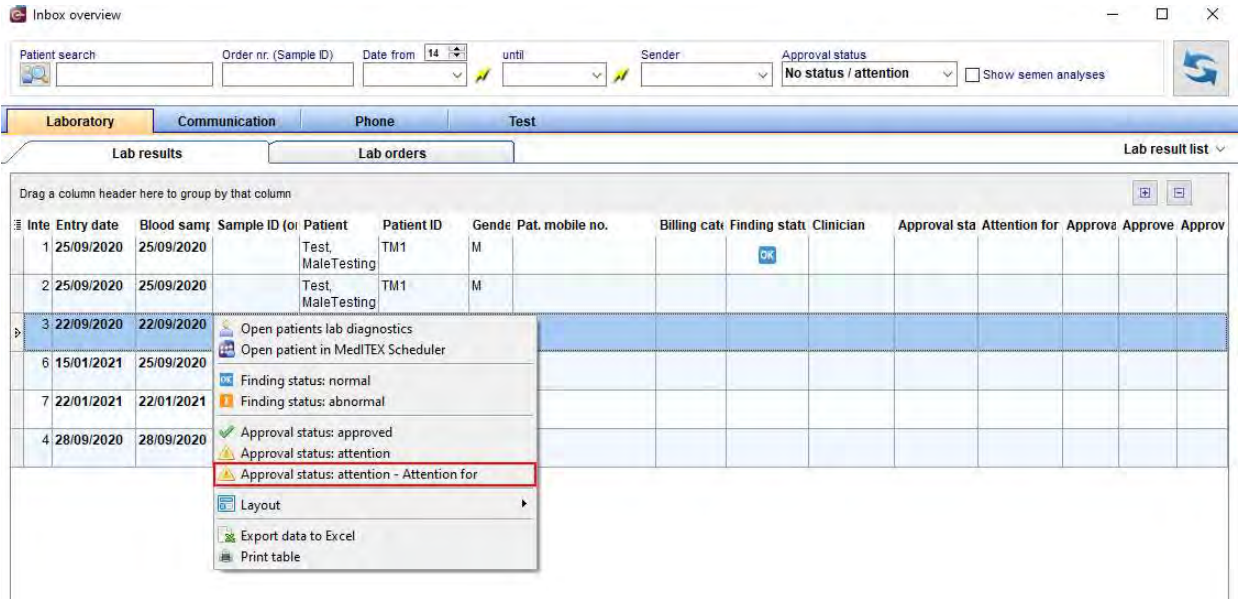 Inbox overview
Patient search Order nr. (Sample ID) Date from 14 until Sender Approval status
No status / attention Show semen analyses
Laboratory Communication Phone Test
Lab results Lab orders Lab result list
Drag a column header here to group by that column
Inte Entry date Blood samp Sample ID (or Patient Patient ID Gende Pat. mobile no. Billing cate Finding statu Clinician Approval sta Attention for Approva Approve Approv
1 25/09/2020 25/09/2020 Test, TM1 M
MaleTesting OK
2 25/09/2020 25/09/2020 Test, TM1 M
MaleTesting
3 22/09/2020 22/09/2020
Open patients lab diagnostics
Open patient in MedITEX Scheduler
6 15/01/2021 25/09/2020
OK Finding status: normal
7 22/01/2021 22/01/2021
Finding status: abnormal
4 28/09/2020 28/09/2020
Approval status: approved
Approval status: attention
Approval status: attention - Attention for
Layout
Export data to Excel
Print table